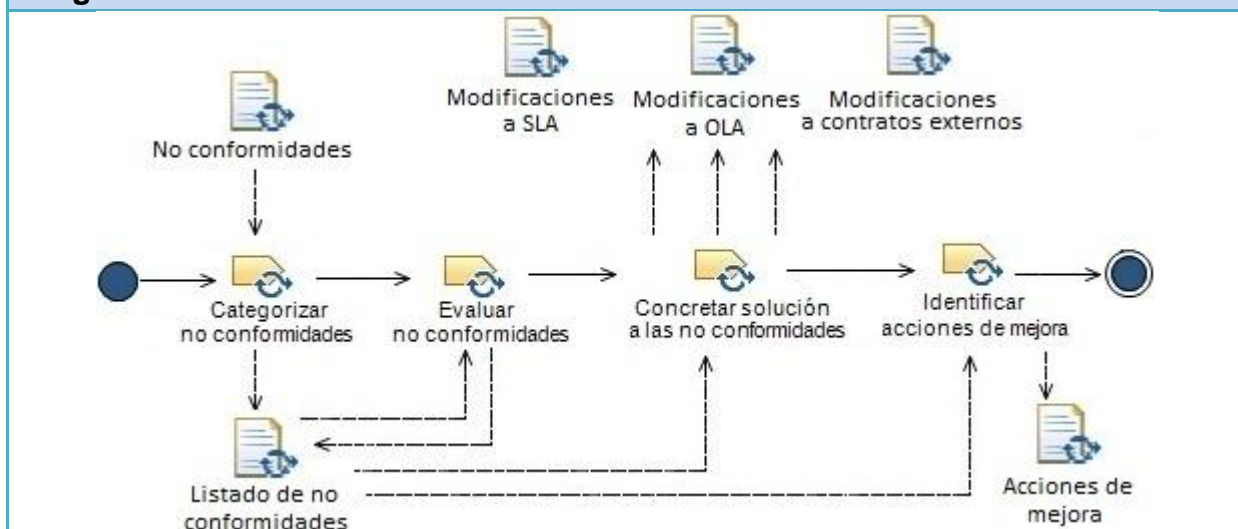 Modificaciones
a SLA
Modificaciones
a OLA
Modificaciones
a contratos externos
No conformidades
Categorizar
no conformidades
Evaluar
no conformidades
Concretar solución
a las no conformidades
Identificar
acciones de mejora
Listado de no
conformidades
Acciones de
mejora